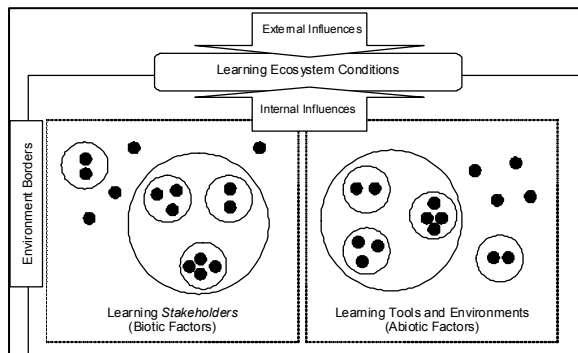 External Influences
Learning Ecosystem Conditions
Internal Influences
Environment Borders
Learning Stakeholders
(Biotic Factors)
Learning Tools and Environments
(Abiotic Factors)